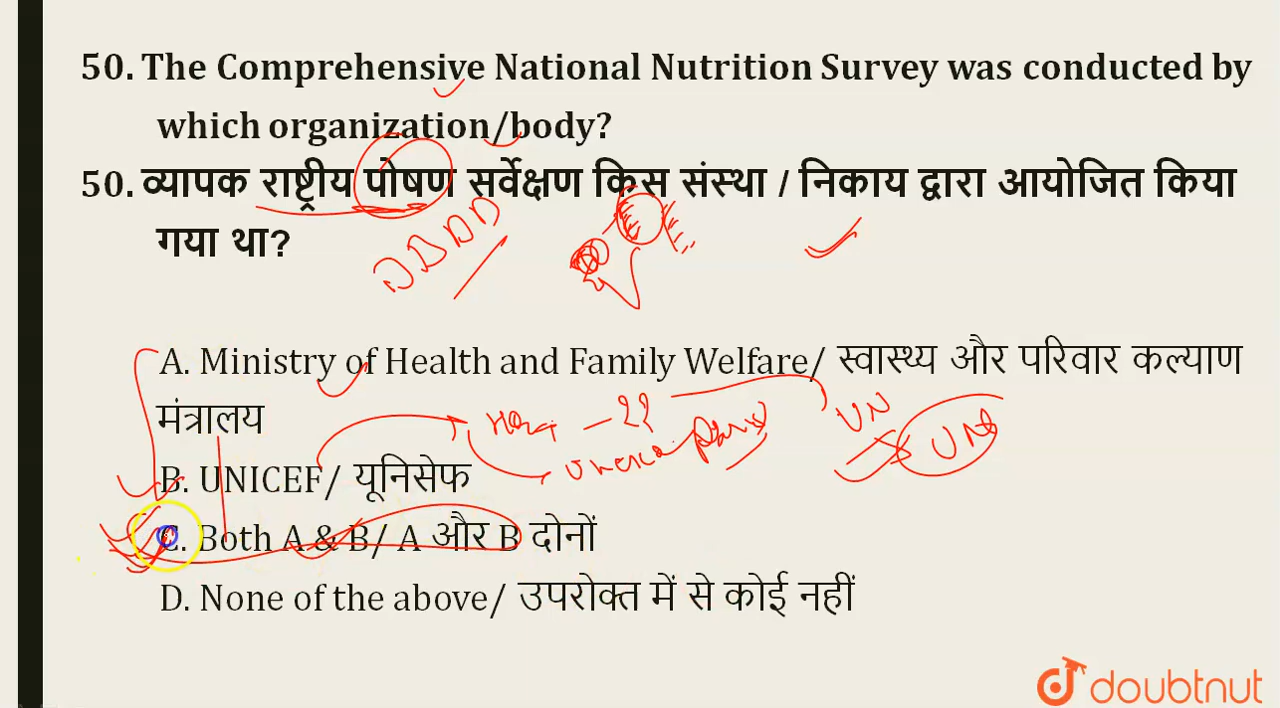 50. The Comprehensive National Nutrition Survey was conducted by
which organization/body?
50. व्यापक राष्ट्रीय पोषण सर्वेक्षण किस संस्था / निकाय द्वारा आयोजित किया
गया था?
A. Ministry of Health and Family Welfare/ स्वास्थ्य और परिवार कल्याण
मंत्रालय
UN
UN
B. UNICEF/ यूनिसेफ
C. Both A & B/ A और B दोनों
D. None of the above/ उपरोक्त में से कोई नहीं
doubtnut